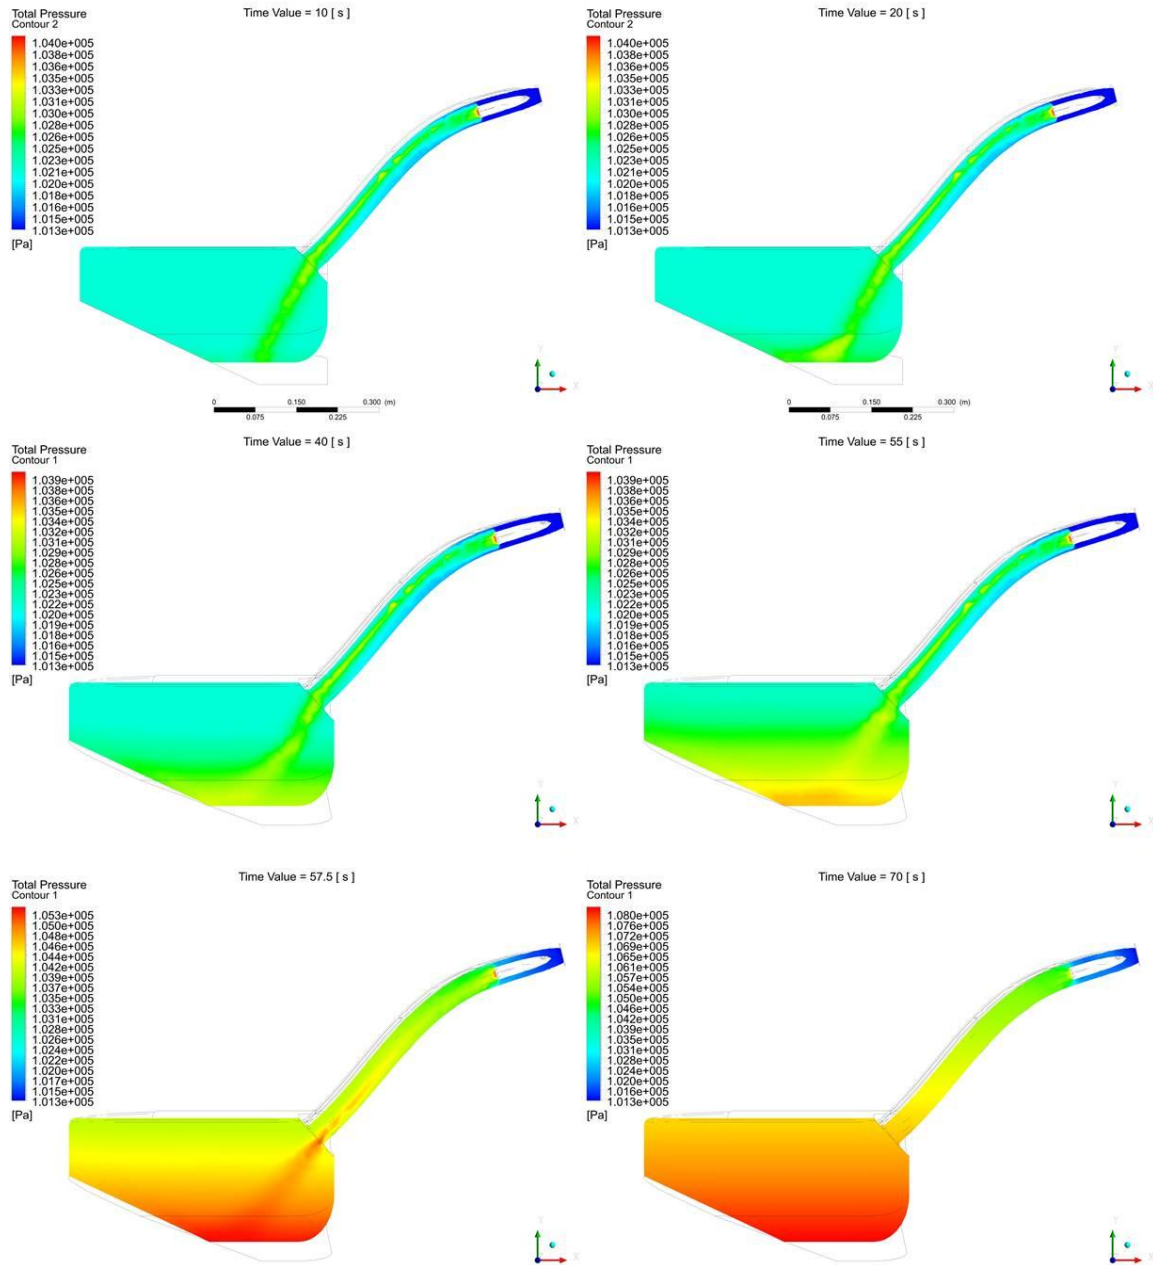 Time Value = 10 [ s ]
Total Pressure
Contour 2
1.040e+005
1.038e+005
1.036e+005
1.035e+005
1.033e+005
1.031e+005
1.030e+005
1.028e+005
1.026e+005
1.025e+005
1.023e+005
1.021e+005
1.020e+005
1.018e+005
1.016e+005
1.015e+005
1.013e+005
[Pa]
Y
X
0 0.150 0.300 (m)
0.075 0.225
Time Value = 20 [ s ]
Total Pressure
Contour 2
1.040e+005
1.038e+005
1.036e+005
1.035e+005
1.033e+005
1.031e+005
1.030e+005
1.028e+005
1.026e+005
1.025e+005
1.023e+005
1.021e+005
1.020e+005
1.018e+005
1.016e+005
1.015e+005
1.013e+005
[Pa]
Y
X
0 0.150 0.300 (m)
0.075 0.225
Time Value = 40 [ s ]
Total Pressure
Contour 1
1.039e+005
1.038e+005
1.036e+005
1.035e+005
1.034e+005
1.032e+005
1.031e+005
1.029e+005
1.028e+005
1.026e+005
1.025e+005
1.023e+005
1.022e+005
1.020e+005
1.019e+005
1.018e+005
1.016e+005
1.015e+005
1.013e+005
[Pa]
Y
X
Time Value = 55 [ s ]
Total Pressure
Contour 1
1.039e+005
1.038e+005
1.036e+005
1.035e+005
1.034e+005
1.032e+005
1.031e+005
1.029e+005
1.028e+005
1.026e+005
1.025e+005
1.023e+005
1.022e+005
1.020e+005
1.019e+005
1.018e+005
1.016e+005
1.015e+005
1.013e+005
[Pa]
Y
X
Time Value = 57.5 [ s ]
Total Pressure
Contour 1
1.053e+005
1.050e+005
1.048e+005
1.046e+005
1.044e+005
1.042e+005
1.039e+005
1.037e+005
1.035e+005
1.033e+005
1.031e+005
1.028e+005
1.026e+005
1.024e+005
1.022e+005
1.020e+005
1.017e+005
1.015e+005
1.013e+005
[Pa]
Y
X
Time Value = 70 [ s ]
Total Pressure
Contour 1
1.080e+005
1.076e+005
1.072e+005
1.069e+005
1.065e+005
1.061e+005
1.057e+005
1.054e+005
1.050e+005
1.046e+005
1.042e+005
1.039e+005
1.035e+005
1.031e+005
1.028e+005
1.024e+005
1.020e+005
1.016e+005
1.013e+005
[Pa]
Y
X